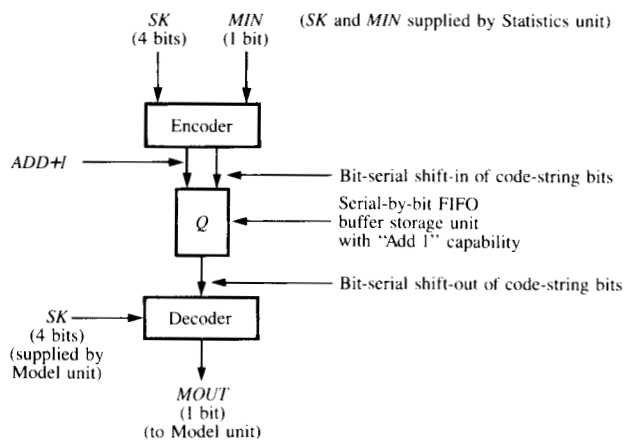 SK
(4 bits)
MIN
(1 bit)
(SK and MIN supplied by Statistics unit)
Encoder
ADD+1
Bit-serial shift-in of code-string bits
Q
Serial-by-bit FIFO
buffer storage unit
with "Add 1" capability
Bit-serial shift-out of code-string bits
SK
(4 bits)
(supplied by
Model unit)
Decoder
MOUT
(1 bit)
(to Model unit)